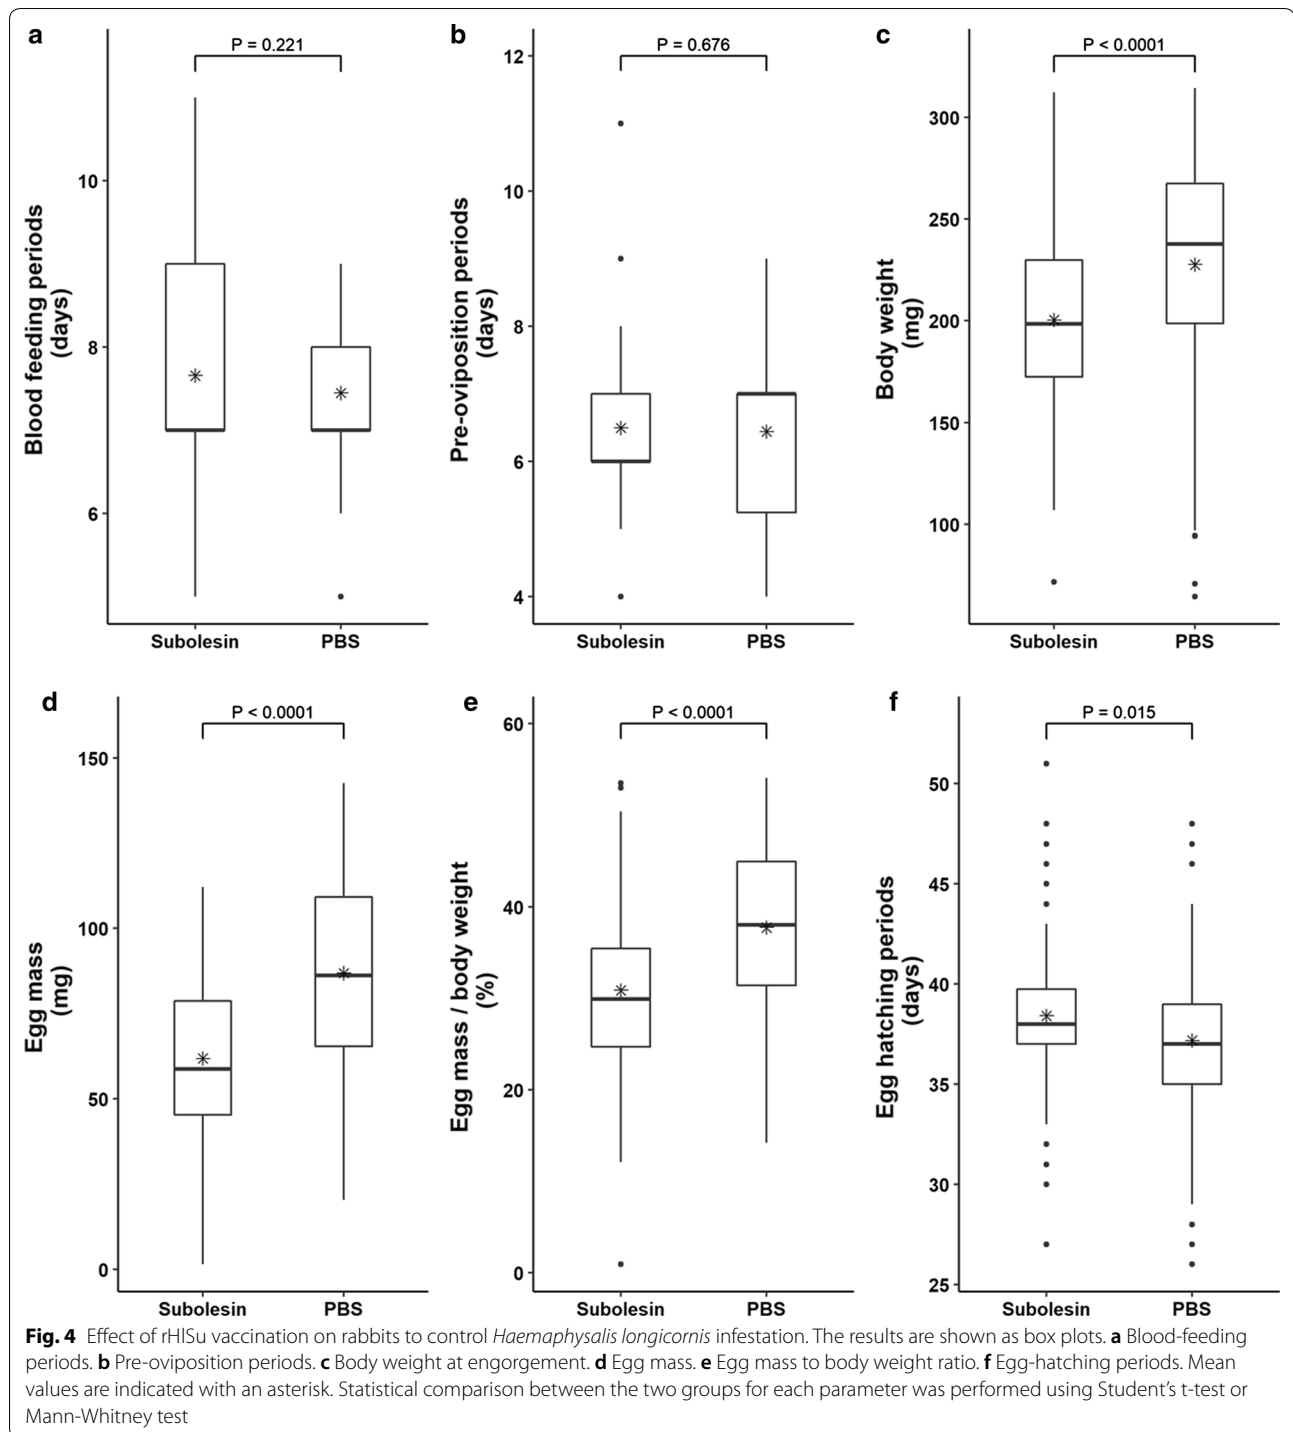 a
P = 0.221
Blood feeding periods
(days)
10
8
6
Subolesin PBS
b
P = 0.676
Pre-oviposition periods
(days)
12
10
8
6
4
Subolesin PBS
c
P < 0.0001
Body weight
(mg)
300
250
200
150
100
Subolesin PBS
d
P < 0.0001
Egg mass
(mg)
150
100
50
0
Subolesin PBS
e
P < 0.0001
Egg mass / body weight
(%)
60
40
20
0
Subolesin PBS
f
P = 0.015
Egg hatching periods
(days)
50
45
40
35
30
25
Subolesin PBS
Fig. 4 Effect of rHlSu vaccination on rabbits to control Haemaphysalis longicornis infestation. The results are shown as box plots. a Blood-feeding
periods. b Pre-oviposition periods. c Body weight at engorgement. d Egg mass. e Egg mass to body weight ratio. f Egg-hatching periods. Mean
values are indicated with an asterisk. Statistical comparison between the two groups for each parameter was performed using Student’s t-test or
Mann-Whitney test